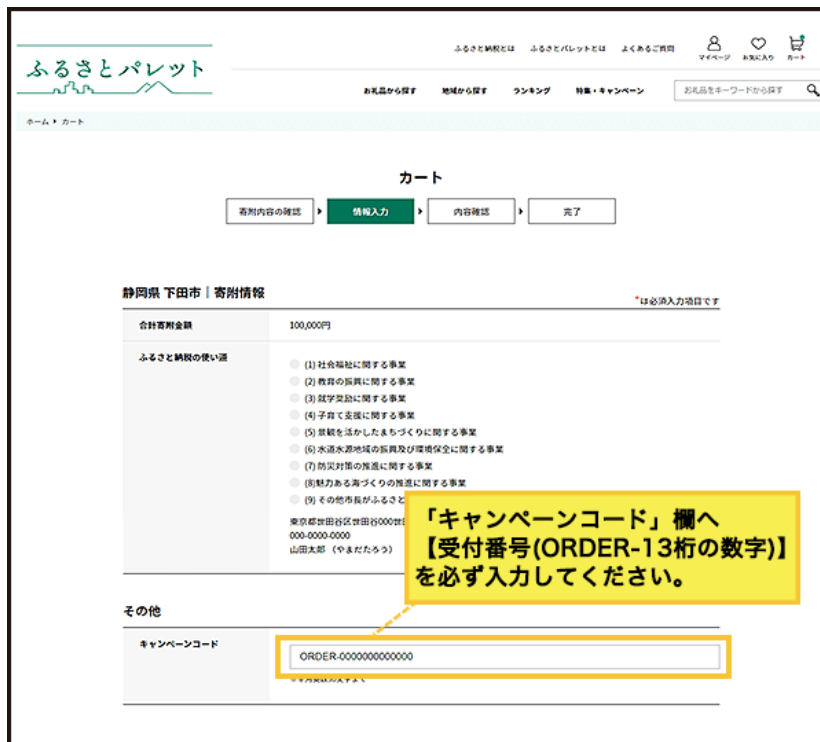 ふるさとパレット
ふるさと納税とは ふるさとパレットとは よくあるご質問
マイページ お気に入り カート
お礼品から探す 地域から探す ランキング 特集・キャンペーン
お礼品をキーワードから探す
ホーム カート
カート
寄附内容の確認 情報入力 内容確認 完了
静岡県 下田市｜寄附情報
*は必須入力項目です
合計寄附金額 100,000円
ふるさと納税の使い道
(1) 社会福祉に関する事業
(2) 教育の振興に関する事業
(3) 就学奨励に関する事業
(4) 子育て支援に関する事業
(5) 景観を活かしたまちづくりに関する事業
(6) 水道水源地域の振興及び環境保全に関する事業
(7) 防災対策の推進に関する事業
(8)魅力ある海づくりの推進に関する事業
(9) その他市長がふるさと
東京都世田谷区世田谷000世
000-0000-0000
山田太郎 （やまだたろう）
「キャンペーンコード」欄へ
【受付番号(ORDER-13桁の数字)】
を必ず入力してください。
その他
キャンペーンコード
ORDER-0000000000000